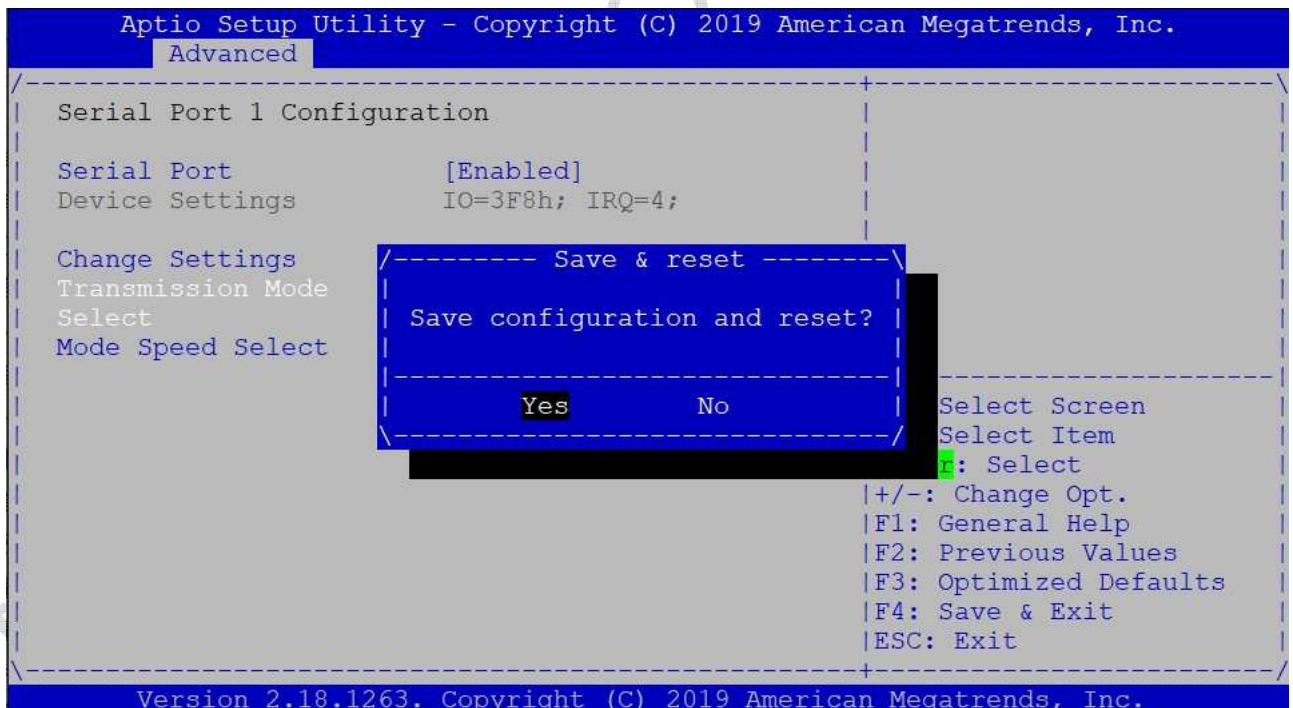 Aptio Setup Utility - Copyright (C) 2019 American Megatrends, Inc.
Advanced
Serial Port 1 Configuration
Serial Port [Enabled]
Device Settings IO=3F8h; IRQ=4;
Change Settings
Transmission Mode
Select
Mode Speed Select
Save & reset
Save configuration and reset?
Yes No
Select Screen
Select Item
r: Select
+/-: Change Opt.
F1: General Help
F2: Previous Values
F3: Optimized Defaults
F4: Save & Exit
ESC: Exit
Version 2.18.1263. Copyright (C) 2019 American Megatrends, Inc.